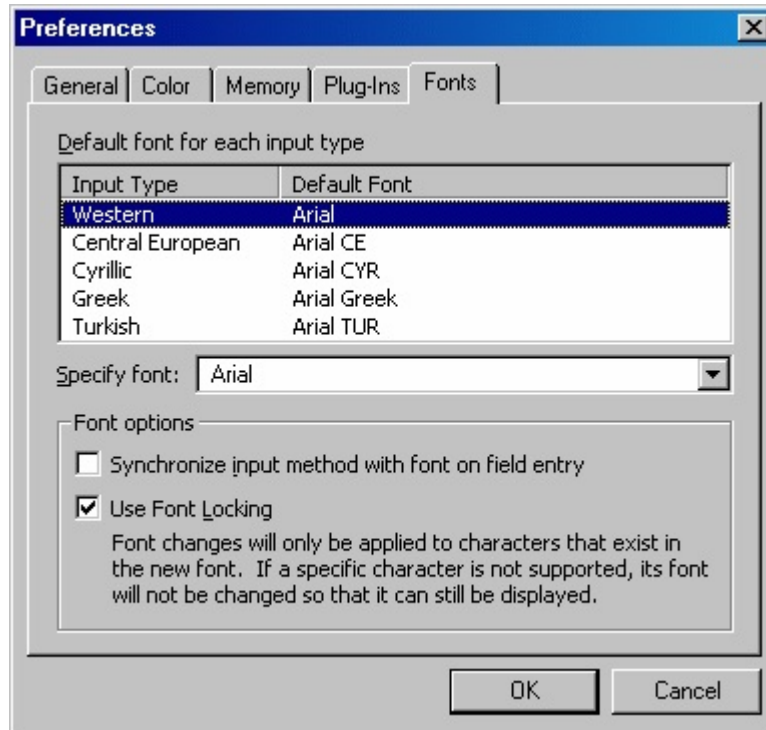 Preferences
General Color Memory Plug-Ins Fonts
Default font for each input type
Input Type Default Font
Western Arial
Central European Arial CE
Cyrillic Arial CYR
Greek Arial Greek
Turkish Arial TUR
Specify font: Arial
Font options
Synchronize input method with font on field entry
Use Font Locking
Font changes will only be applied to characters that exist in
the new font. If a specific character is not supported, its font
will not be changed so that it can still be displayed.
OK Cancel